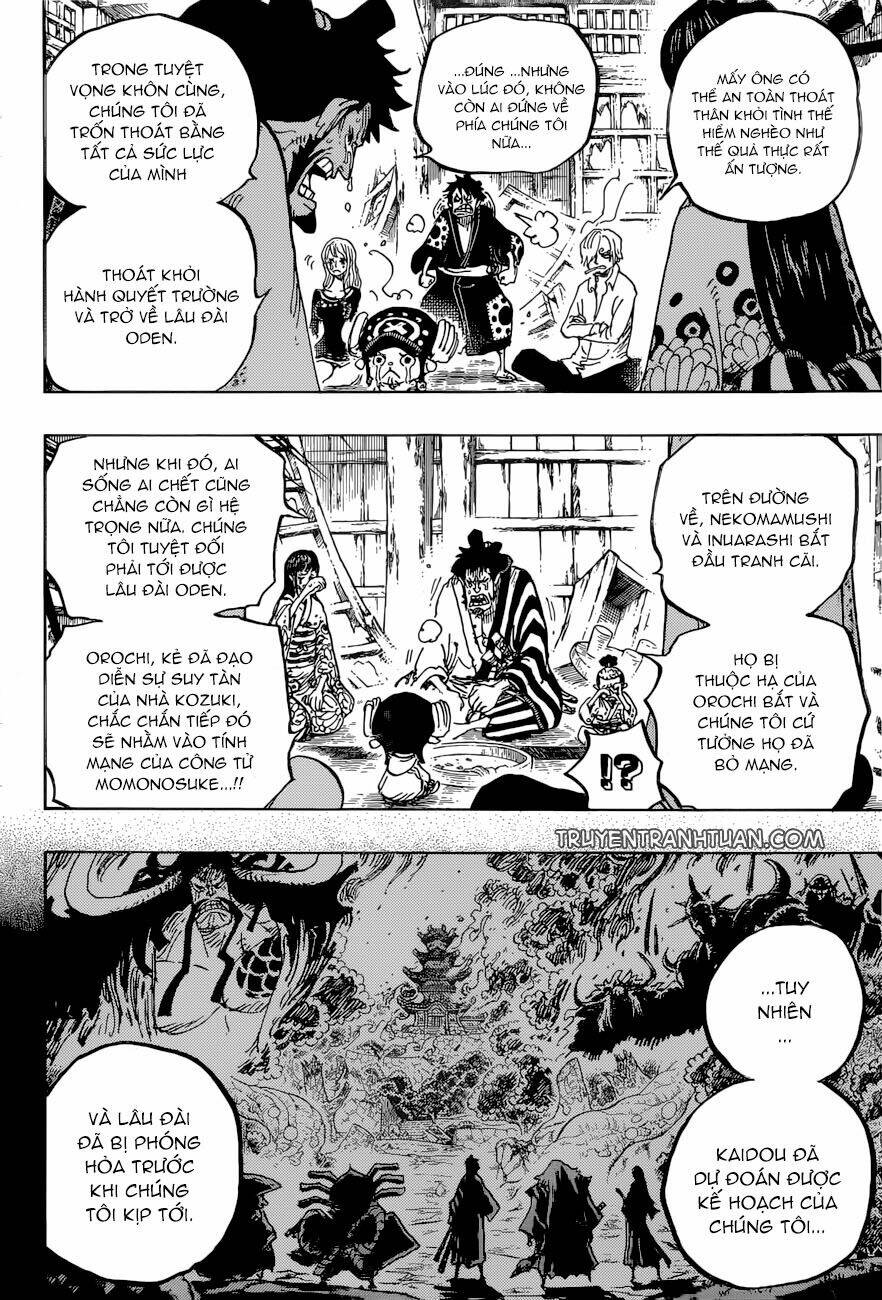 MẤY ÔNG CÓ
THỂ AN TOÀN THOÁT
THÂN KHỎI TÌNH THẾ
HIỂM NGHÈO NHƯ
THẾ QUẢ THỰC RẤT
ẤN TƯỢNG.
...ĐÚNG ...NHƯNG
VÀO LÚC ĐÓ, KHÔNG
CÒN AI ĐỨNG VỀ
PHÍA CHÚNG TÔI
NỮA...
TRONG TUYỆT
VỌNG KHÔN CÙNG,
CHÚNG TÔI ĐÃ
TRỐN THOÁT BẰNG
TẤT CẢ SỨC LỰC
CỦA MÌNH
THOÁT KHỎI
HÀNH QUYẾT TRƯỜNG
VÀ TRỞ VỀ LÂU ĐÀI
ODEN.
TRÊN ĐƯỜNG
VỀ, NEKOMAMUSHI
VÀ INUARASHI BẮT
ĐẦU TRANH CÃI.
HỌ BỊ
THUỘC HẠ CỦA
OROCHI BẮT VÀ
CHÚNG TÔI CỨ
TƯỞNG HỌ ĐÃ
BỎ MẠNG.
!?
NHƯNG KHI ĐÓ, AI
SỐNG AI CHẾT CŨNG
CHẲNG CÒN GÌ HỆ
TRỌNG NỮA. CHÚNG
TÔI TUYỆT ĐỐI
PHẢI TỚI ĐƯỢC
LÂU ĐÀI ODEN.
OROCHI, KẺ ĐÃ ĐẠO
DIỄN SỰ SUY TÀN
CỦA NHÀ KOZUKI,
CHẮC CHẮN TIẾP ĐÓ
SẼ NHẰM VÀO TÍNH
MẠNG CỦA CÔNG TỬ
MOMONOSUKE...!!
TRUYENTRANHTUAN.COM
...TUY
NHIÊN
...
KAIDOU ĐÃ
DỰ ĐOÁN ĐƯỢC
KẾ HOẠCH CỦA
CHÚNG TÔI...
VÀ LÂU ĐÀI
ĐÃ BỊ PHÓNG
HỎA TRƯỚC
KHI CHÚNG
TÔI KỊP TỚI.